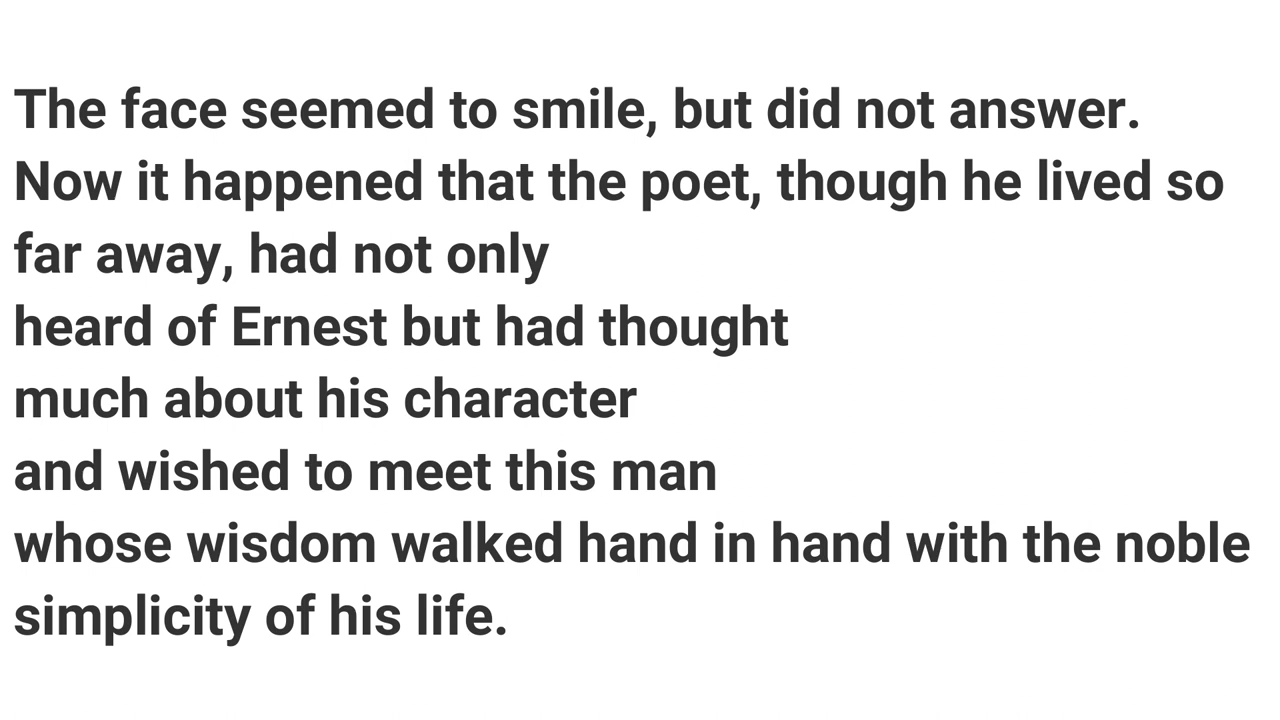 The face seemed to smile, but did not answer.
Now it happened that the poet, though he lived so
far away, had not only
heard of Ernest but had thought
much about his character
and wished to meet this man
whose wisdom walked hand in hand with the noble
simplicity of his life.